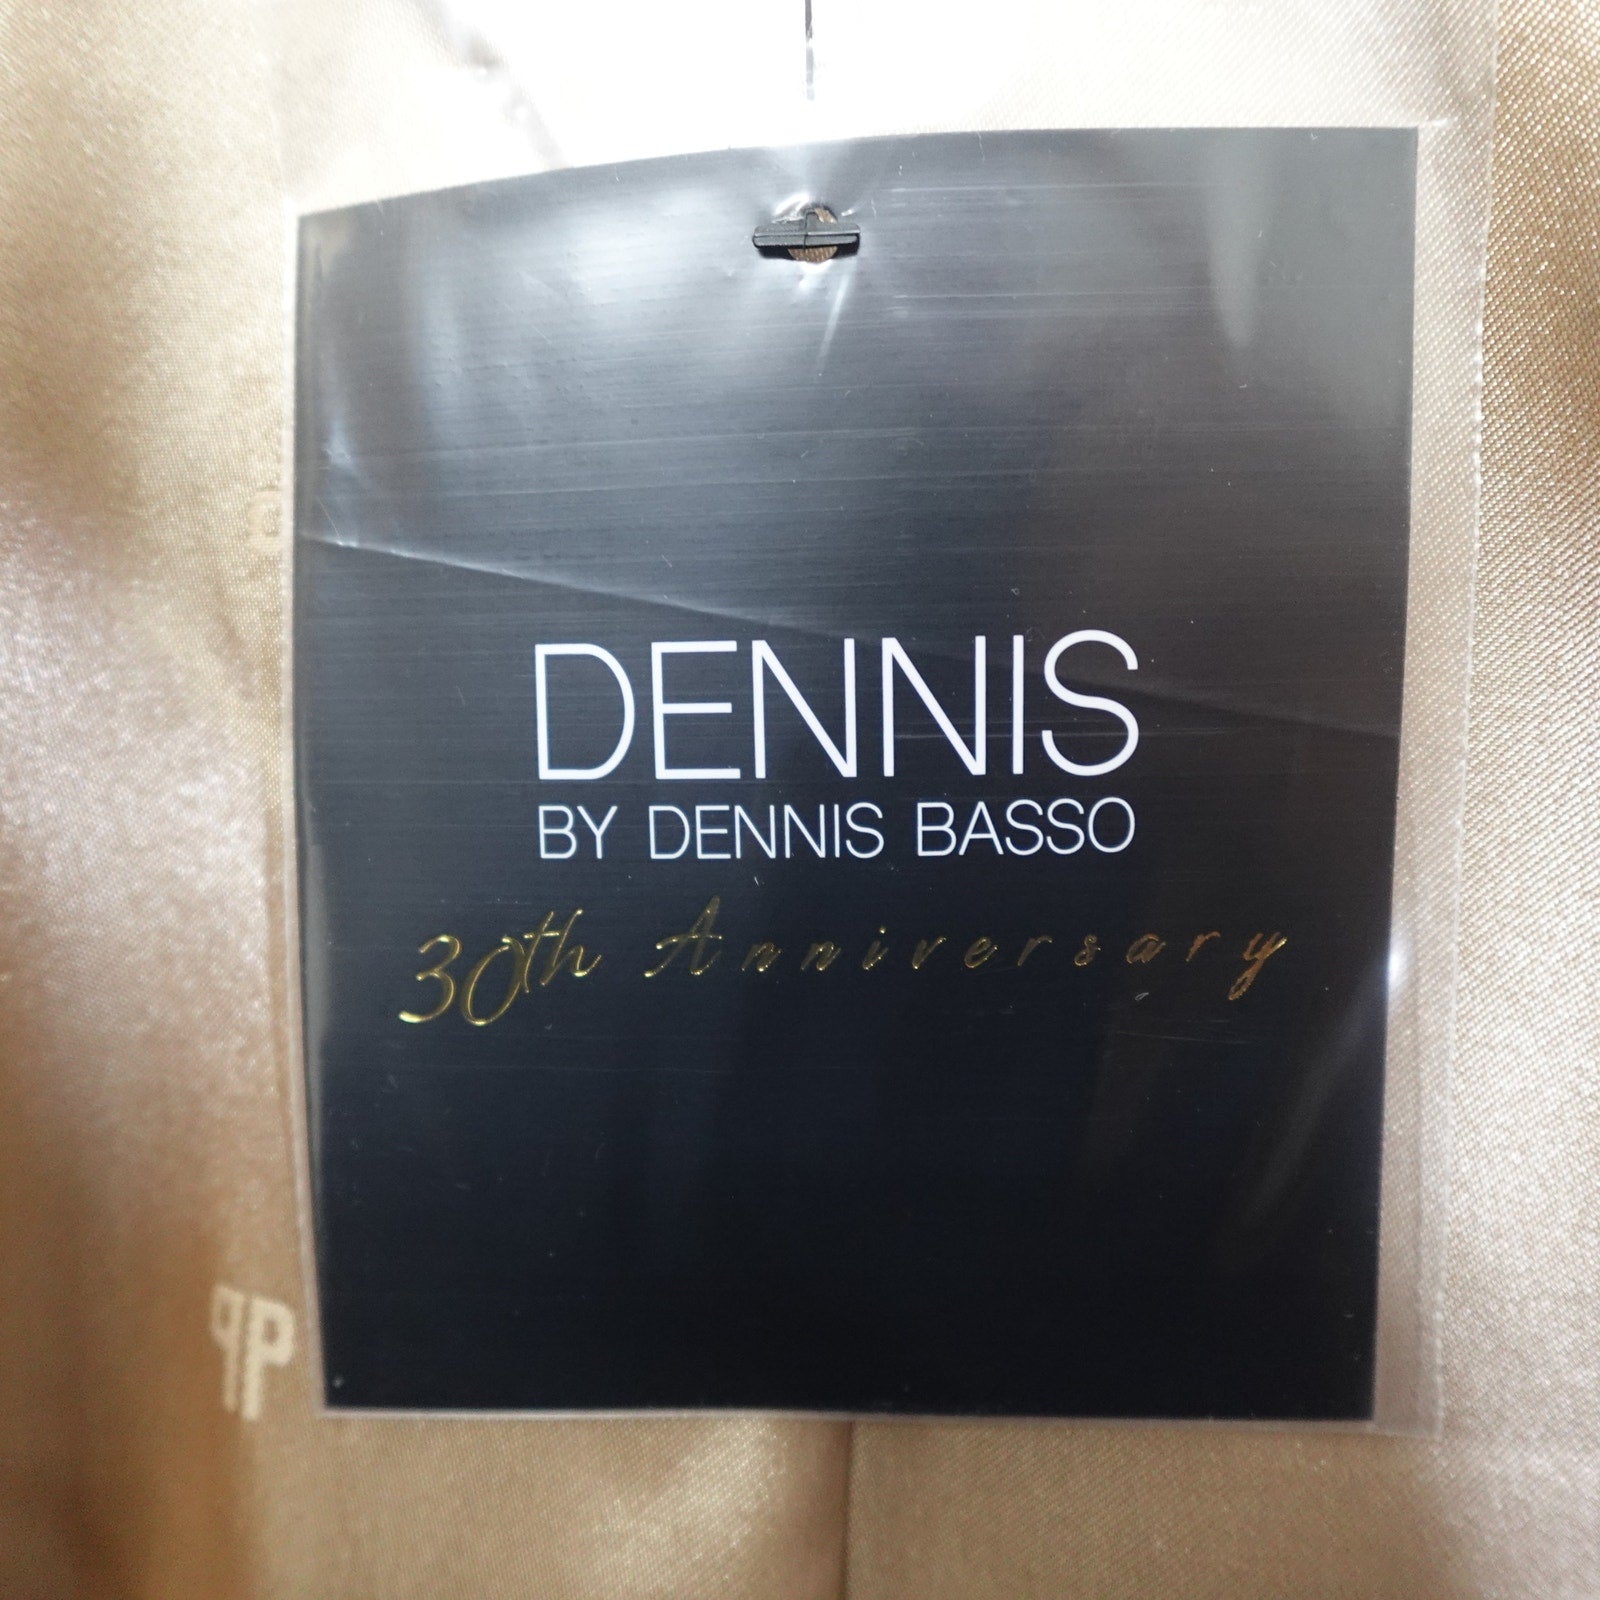 DENNIS
BY DENNIS BASSO
30th Anniversary